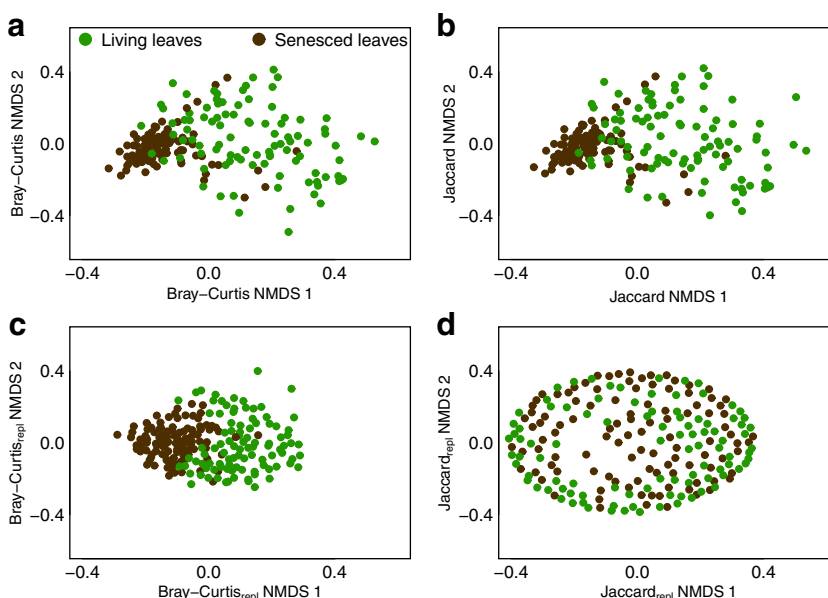 a
b
Living leaves
Senesced leaves
0.4
0.0
−0.4
Bray−Curtis NMDS 2
−0.4
0.0
0.4
Bray−Curtis NMDS 1
0.4
0.0
−0.4
Jaccard NMDS 2
−0.4
0.0
0.4
Jaccard NMDS 1
c
d
0.4
0.0
−0.4
Bray−Curtisrepl NMDS 2
−0.4
0.0
0.4
Bray−Curtisrepl NMDS 1
0.4
0.0
−0.4
Jaccardrepl NMDS 2
−0.4
0.0
0.4
Jaccardrepl NMDS 1